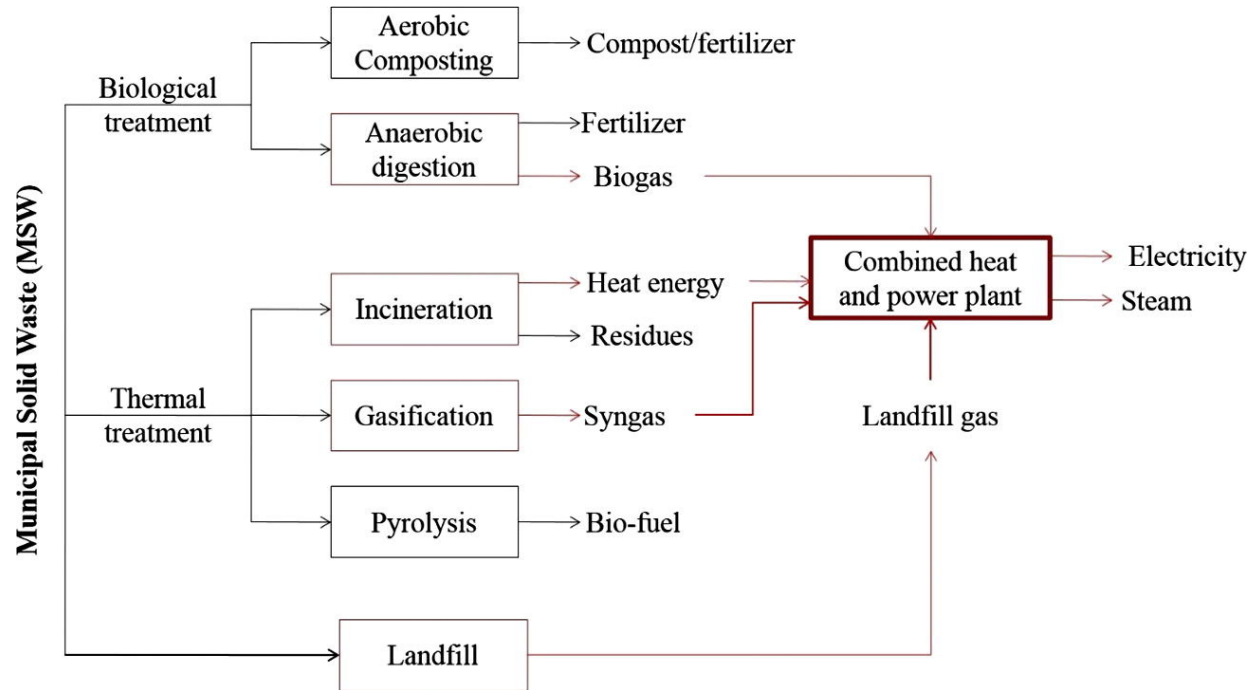 Municipal Solid Waste (MSW)
Biological
treatment
Aerobic
Composting
Compost/fertilizer
Anaerobic
digestion
Fertilizer
Biogas
Thermal
treatment
Incineration
Heat energy
Residues
Gasification
Syngas
Pyrolysis
Bio-fuel
Landfill
Landfill gas
Combined heat
and power plant
Electricity
Steam